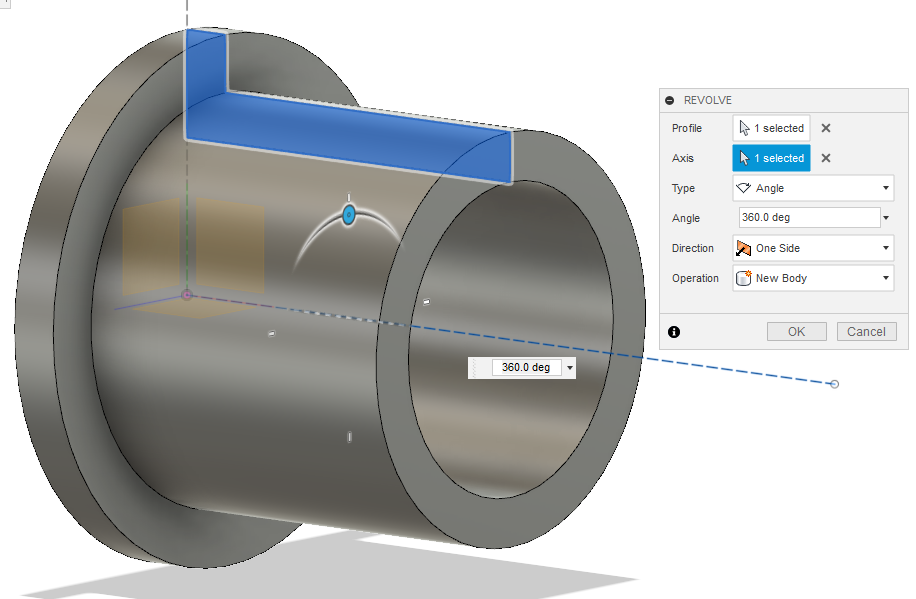 REVOLVE
Profile 1 selected
Axis 1 selected
Type Angle
Angle 360.0 deg
Direction One Side
Operation New Body
OK Cancel
360.0 deg